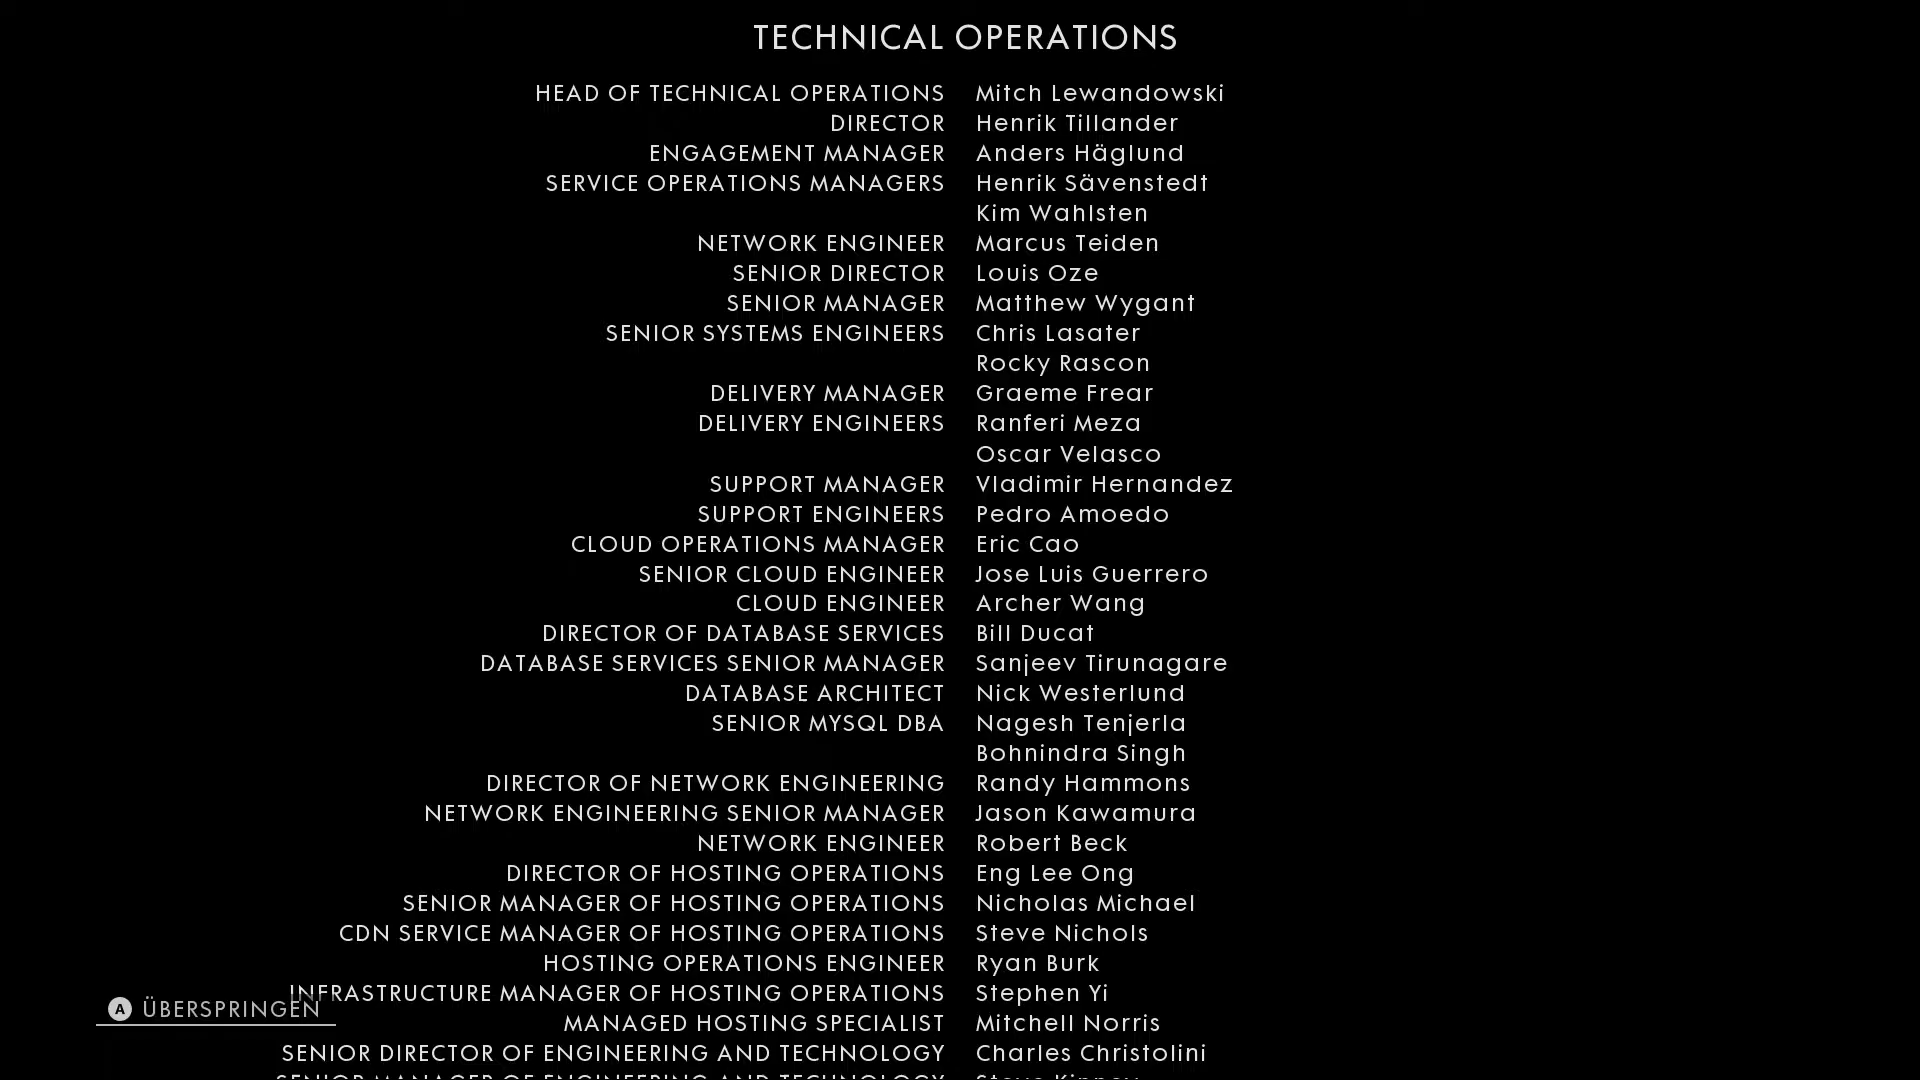 TECHNICAL OPERATIONS
HEAD OF TECHNICAL OPERATIONS Mitch Lewandowski
DIRECTOR Henrik Tillander
ENGAGEMENT MANAGER Anders Häglund
SERVICE OPERATIONS MANAGERS Henrik Sävenstedt
Kim Wahlsten
NETWORK ENGINEER Marcus Teiden
SENIOR DIRECTOR Louis Oze
SENIOR MANAGER Matthew Wygant
SENIOR SYSTEMS ENGINEERS Chris Lasater
Rocky Rascon
DELIVERY MANAGER Graeme Frear
DELIVERY ENGINEERS Ranferi Meza
Oscar Velasco
SUPPORT MANAGER Vladimir Hernandez
SUPPORT ENGINEERS Pedro Amoedo
CLOUD OPERATIONS MANAGER Eric Cao
SENIOR CLOUD ENGINEER Jose Luis Guerrero
CLOUD ENGINEER Archer Wang
DIRECTOR OF DATABASE SERVICES Bill Ducat
DATABASE SERVICES SENIOR MANAGER Sanjeev Tirunagare
DATABASE ARCHITECT Nick Westerlund
SENIOR MYSQL DBA Nagesh Tenjerla
Bohnindra Singh
DIRECTOR OF NETWORK ENGINEERING Randy Hammons
NETWORK ENGINEERING SENIOR MANAGER Jason Kawamura
NETWORK ENGINEER Robert Beck
DIRECTOR OF HOSTING OPERATIONS Eng Lee Ong
SENIOR MANAGER OF HOSTING OPERATIONS Nicholas Michael
CDN SERVICE MANAGER OF HOSTING OPERATIONS Steve Nichols
HOSTING OPERATIONS ENGINEER Ryan Burk
INFRASTRUCTURE MANAGER OF HOSTING OPERATIONS Stephen Yi
A ÜBERSPRINGEN
MANAGED HOSTING SPECIALIST Mitchell Norris
SENIOR DIRECTOR OF ENGINEERING AND TECHNOLOGY Charles Christolini
SENIOR MANAGER OF ENGINEERING AND TECHNOLOGY Steve